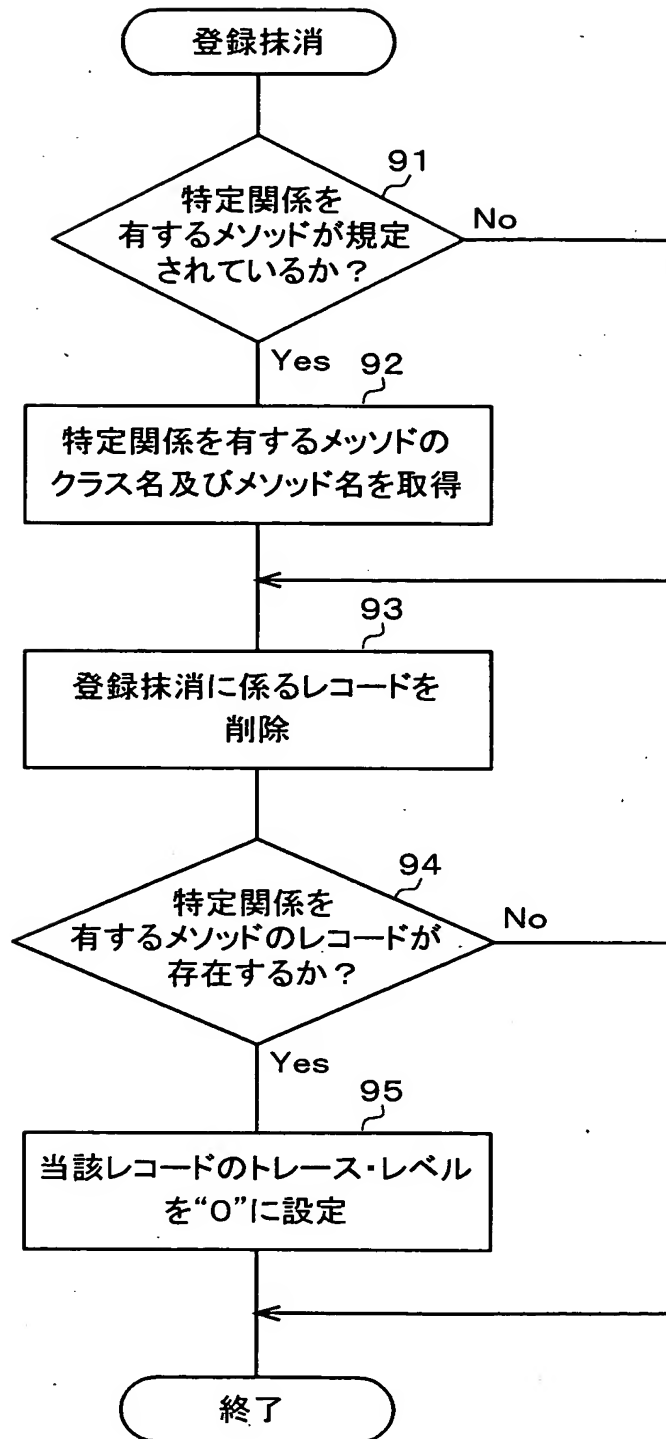 登録抹消
91
特定関係を
有するメソッドが規定
されているか?
No
Yes
92
特定関係を有するメッソドの
クラス名及びメソッド名を取得
93
登録抹消に係るレコードを
削除
94
特定関係を
有するメソッドのレコードが
存在するか?
No
Yes
95
当該レコードのトレース・レベル
を“0”に設定
終了